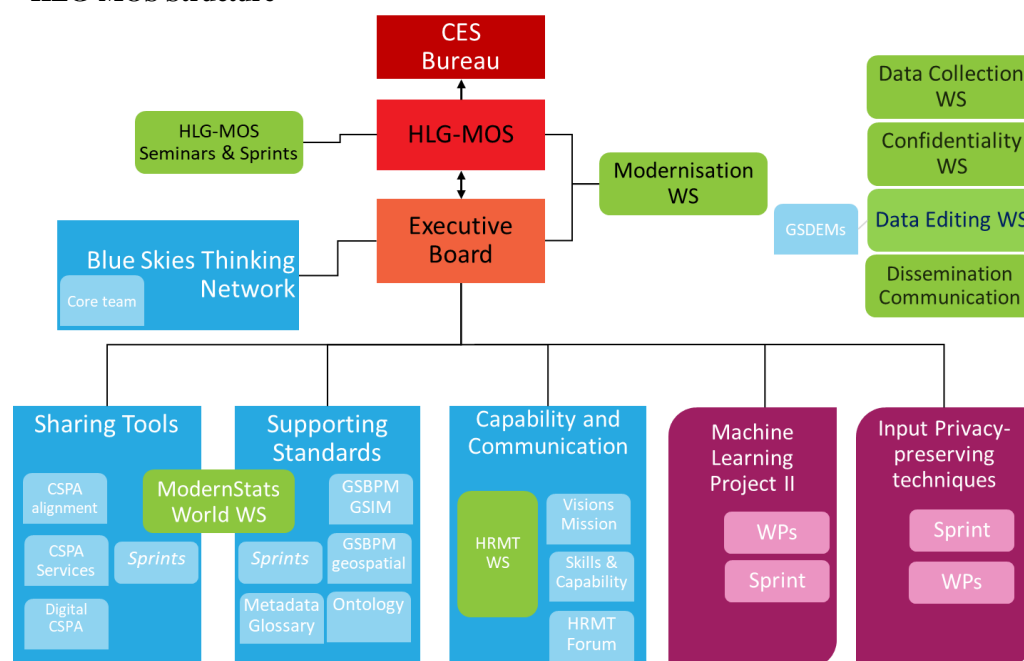 CES
Bureau
Data Collection
WS
HLG-MOS
HLG-MOS
Seminars & Sprints
Confidentiality
WS
Modernisation
WS
Executive
Board
GSDEMs
Data Editing WS
Blue Skies Thinking
Network
Core team
Dissemination
Communication
Sharing Tools
CSPA
alignment
CSPA
Services
Sprints
Digital
CSPA
ModernStats
World WS
Supporting
Standards
GSBPM
GSIM
Sprints
GSBPM
geospatial
Metadata
Glossary
Ontology
Capability and
Communication
HRMT
WS
Visions
Mission
Skills &
Capability
HRMT
Forum
Machine
Learning
Project II
WPs
Sprint
Input Privacy-
preserving
techniques
Sprint
WPs